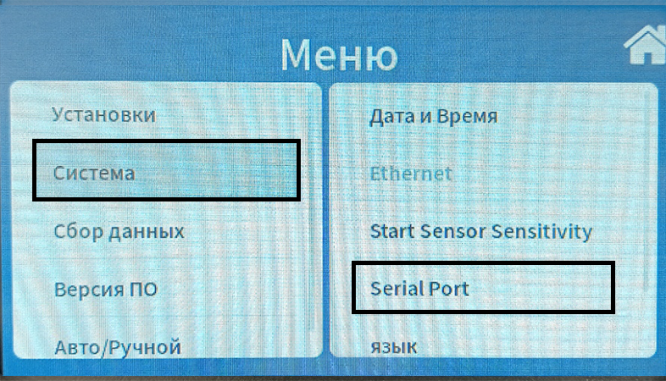 Меню
Установки
Система
Сбор данных
Версия ПО
Авто/Ручной
Дата и Время
Ethernet
Start Sensor Sensitivity
Serial Port
язык